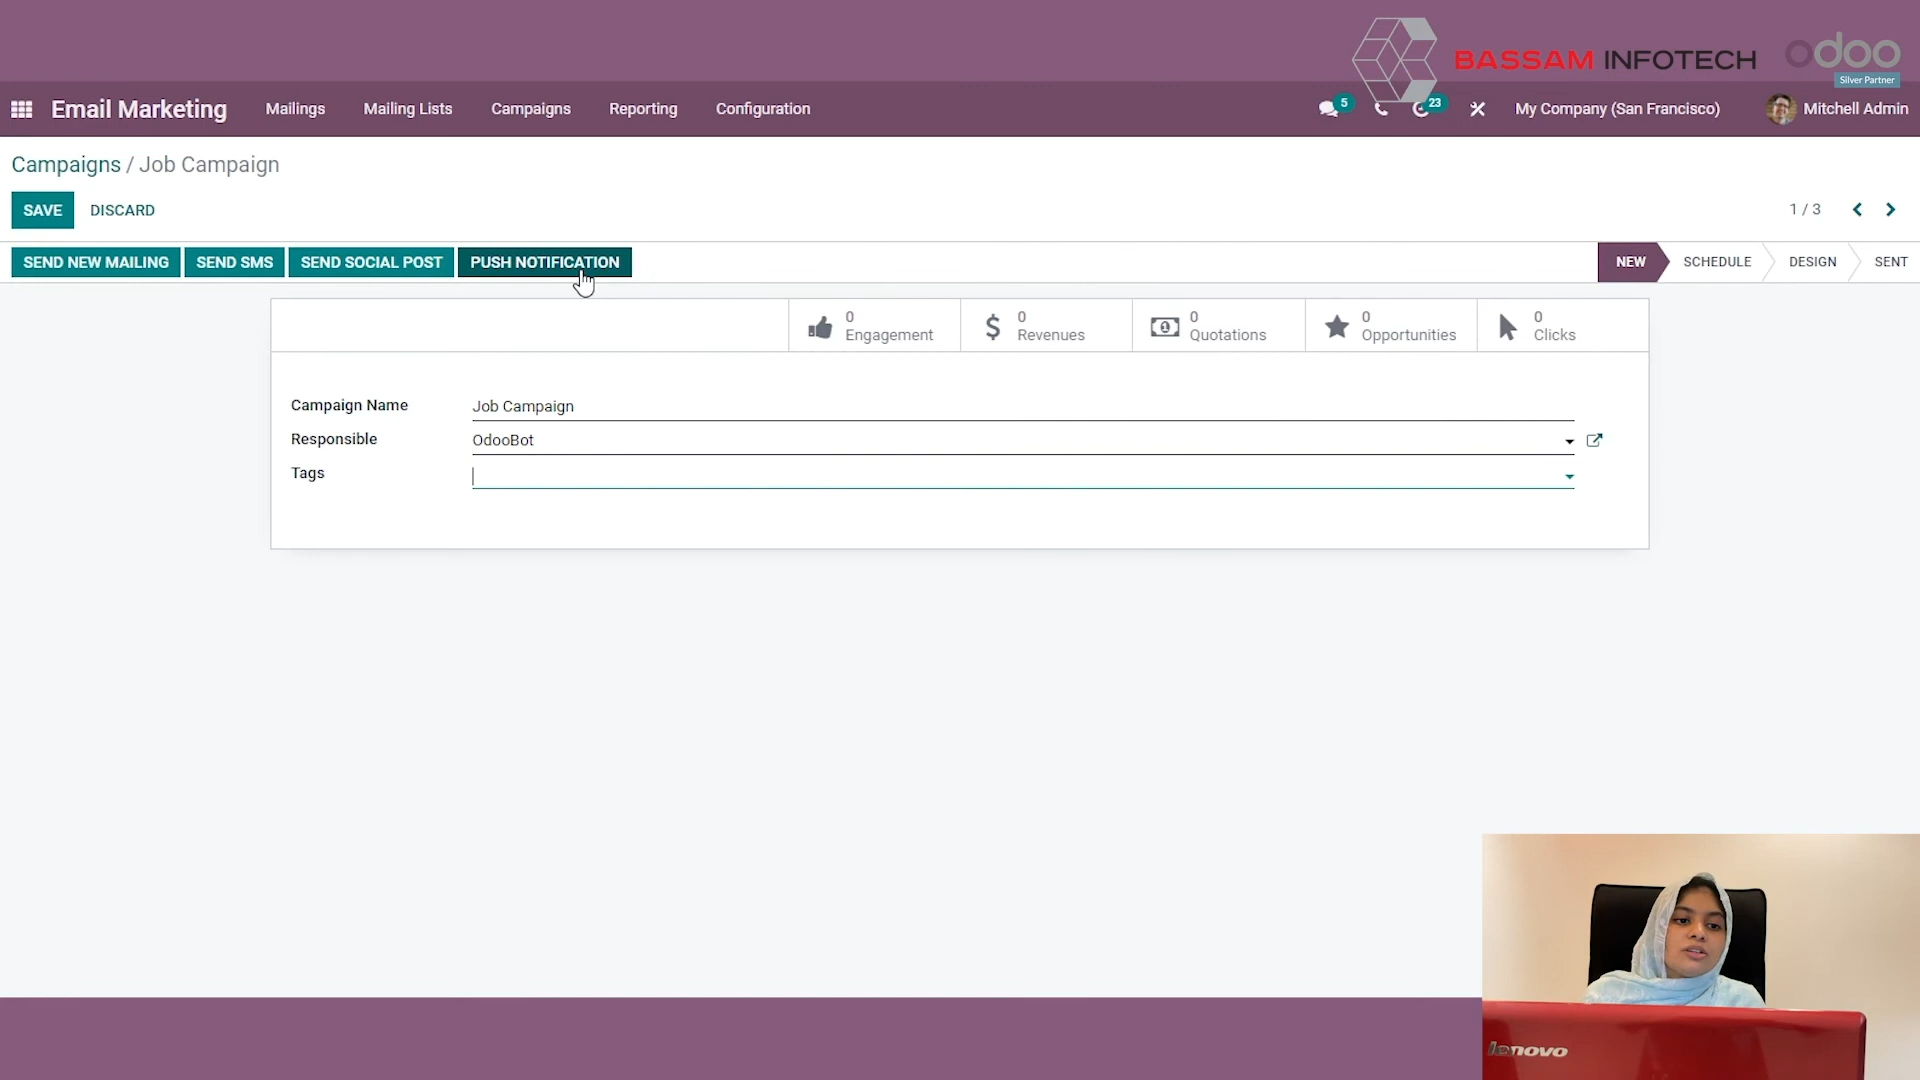 BASSAM INFOTECH
odoo
Silver Partner
Email Marketing Mailings Mailing Lists Campaigns Reporting Configuration 5 23 My Company (San Francisco) Mitchell Admin
Campaigns / Job Campaign
SAVE DISCARD 1 / 3
SEND NEW MAILING SEND SMS SEND SOCIAL POST PUSH NOTIFICATION NEW SCHEDULE DESIGN SENT
0 Engagement
0 Revenues
0 Quotations
0 Opportunities
0 Clicks
Campaign Name Job Campaign
Responsible OdooBot
Tags
lenovo